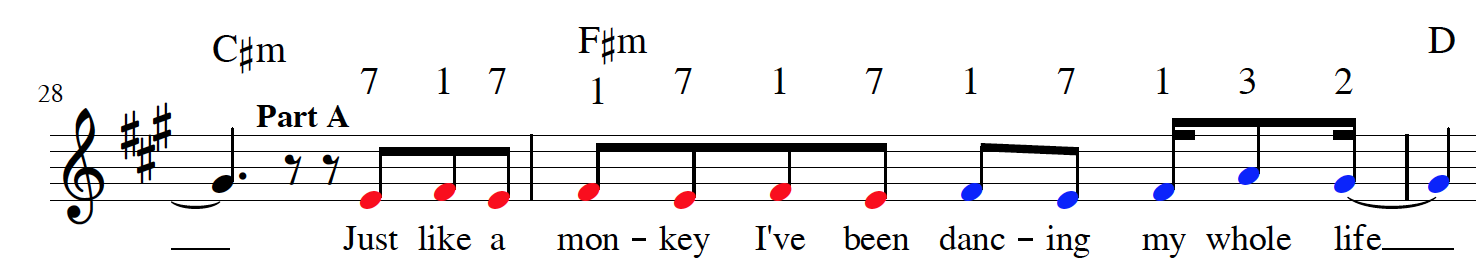 C♯m F♯m D
7 1 7 1 7 1 7 1 7 1 3 2
28
Part A
Just like a mon - key I've been danc - ing my whole life